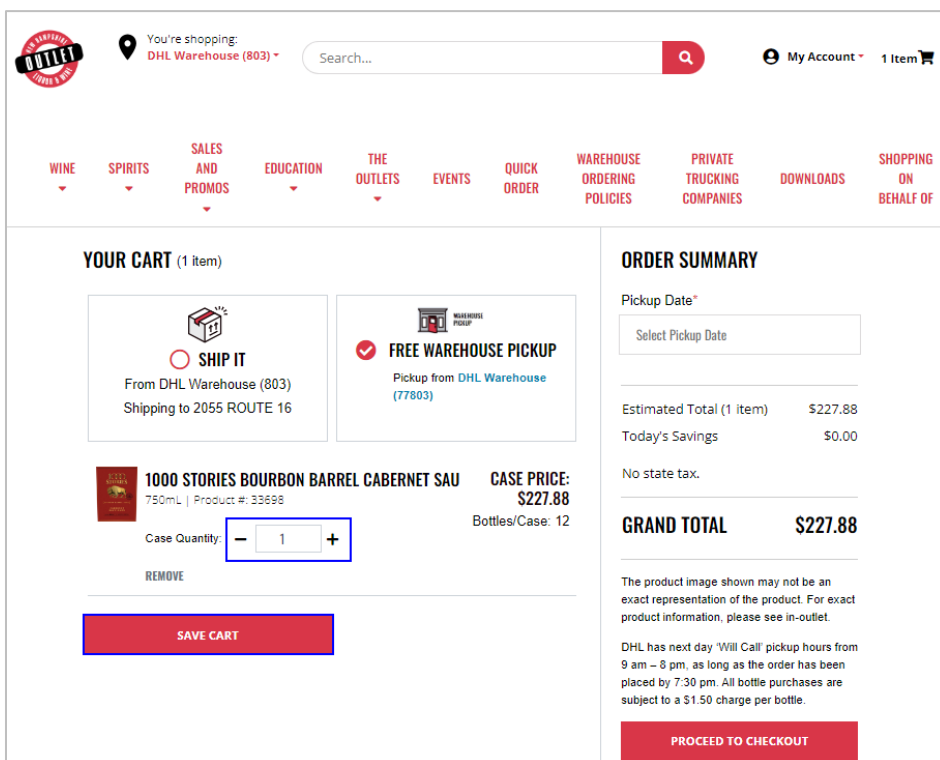 NEW HAMPSHIRE
OUTLET
LIQUOR & WINE
You're shopping:
DHL Warehouse (803)
Search...
My Account
1 Item
WINE
SPIRITS
SALES
AND
PROMOS
EDUCATION
THE
OUTLETS
EVENTS
QUICK
ORDER
WAREHOUSE
ORDERING
POLICIES
PRIVATE
TRUCKING
COMPANIES
DOWNLOADS
SHOPPING
ON
BEHALF OF
YOUR CART (1 item)
SHIP IT
From DHL Warehouse (803)
Shipping to 2055 ROUTE 16
WAREHOUSE
PICKUP
FREE WAREHOUSE PICKUP
Pickup from DHL Warehouse
(77803)
1000 STORIES BOURBON BARREL CABERNET SAU
750mL | Product #: 33698
CASE PRICE:
$227.88
Bottles/Case: 12
Case Quantity: − 1 +
REMOVE
SAVE CART
ORDER SUMMARY
Pickup Date*
Select Pickup Date
Estimated Total (1 item) $227.88
Today's Savings $0.00
No state tax.
GRAND TOTAL $227.88
The product image shown may not be an
exact representation of the product. For exact
product information, please see in-outlet.
DHL has next day 'Will Call' pickup hours from
9 am – 8 pm, as long as the order has been
placed by 7:30 pm. All bottle purchases are
subject to a $1.50 charge per bottle.
PROCEED TO CHECKOUT